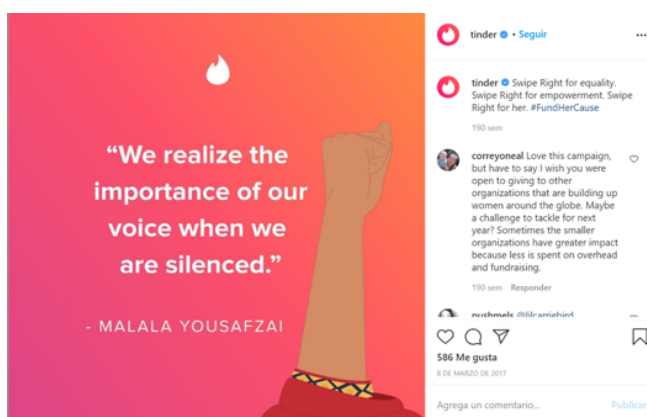 “We realize the
importance of our
voice when we
are silenced.”
- MALALA YOUSAFZAI
tinder • Seguir
tinder Swipe Right for equality.
Swipe Right for empowerment. Swipe
Right for her. #FundHerCause
190 sem
correyoneal Love this campaign,
but have to say I wish you were
open to giving to other
organizations that are building up
women around the globe. Maybe
a challenge to tackle for next
year? Sometimes the smaller
organizations have greater impact
because less is spent on overhead
and fundraising.
190 sem Responder
586 Me gusta
8 DE MARZO DE 2017
Agrega un comentario... Publicar